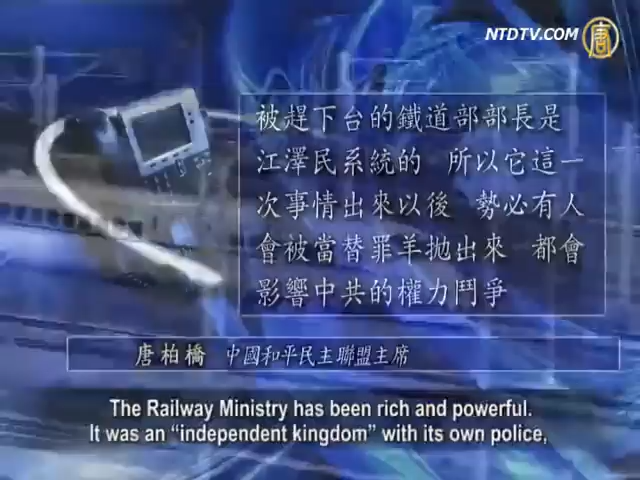 NTDTV.COM 唐
被趕下台的鐵道部部長是
江澤民系統的 所以它這一
次事情出來以後 勢必有人
會被當替罪羊拋出來 都會
影響中共的權力鬥爭
唐柏橋 中國和平民主聯盟主席
The Railway Ministry has been rich and powerful.
It was an “independent kingdom” with its own police,